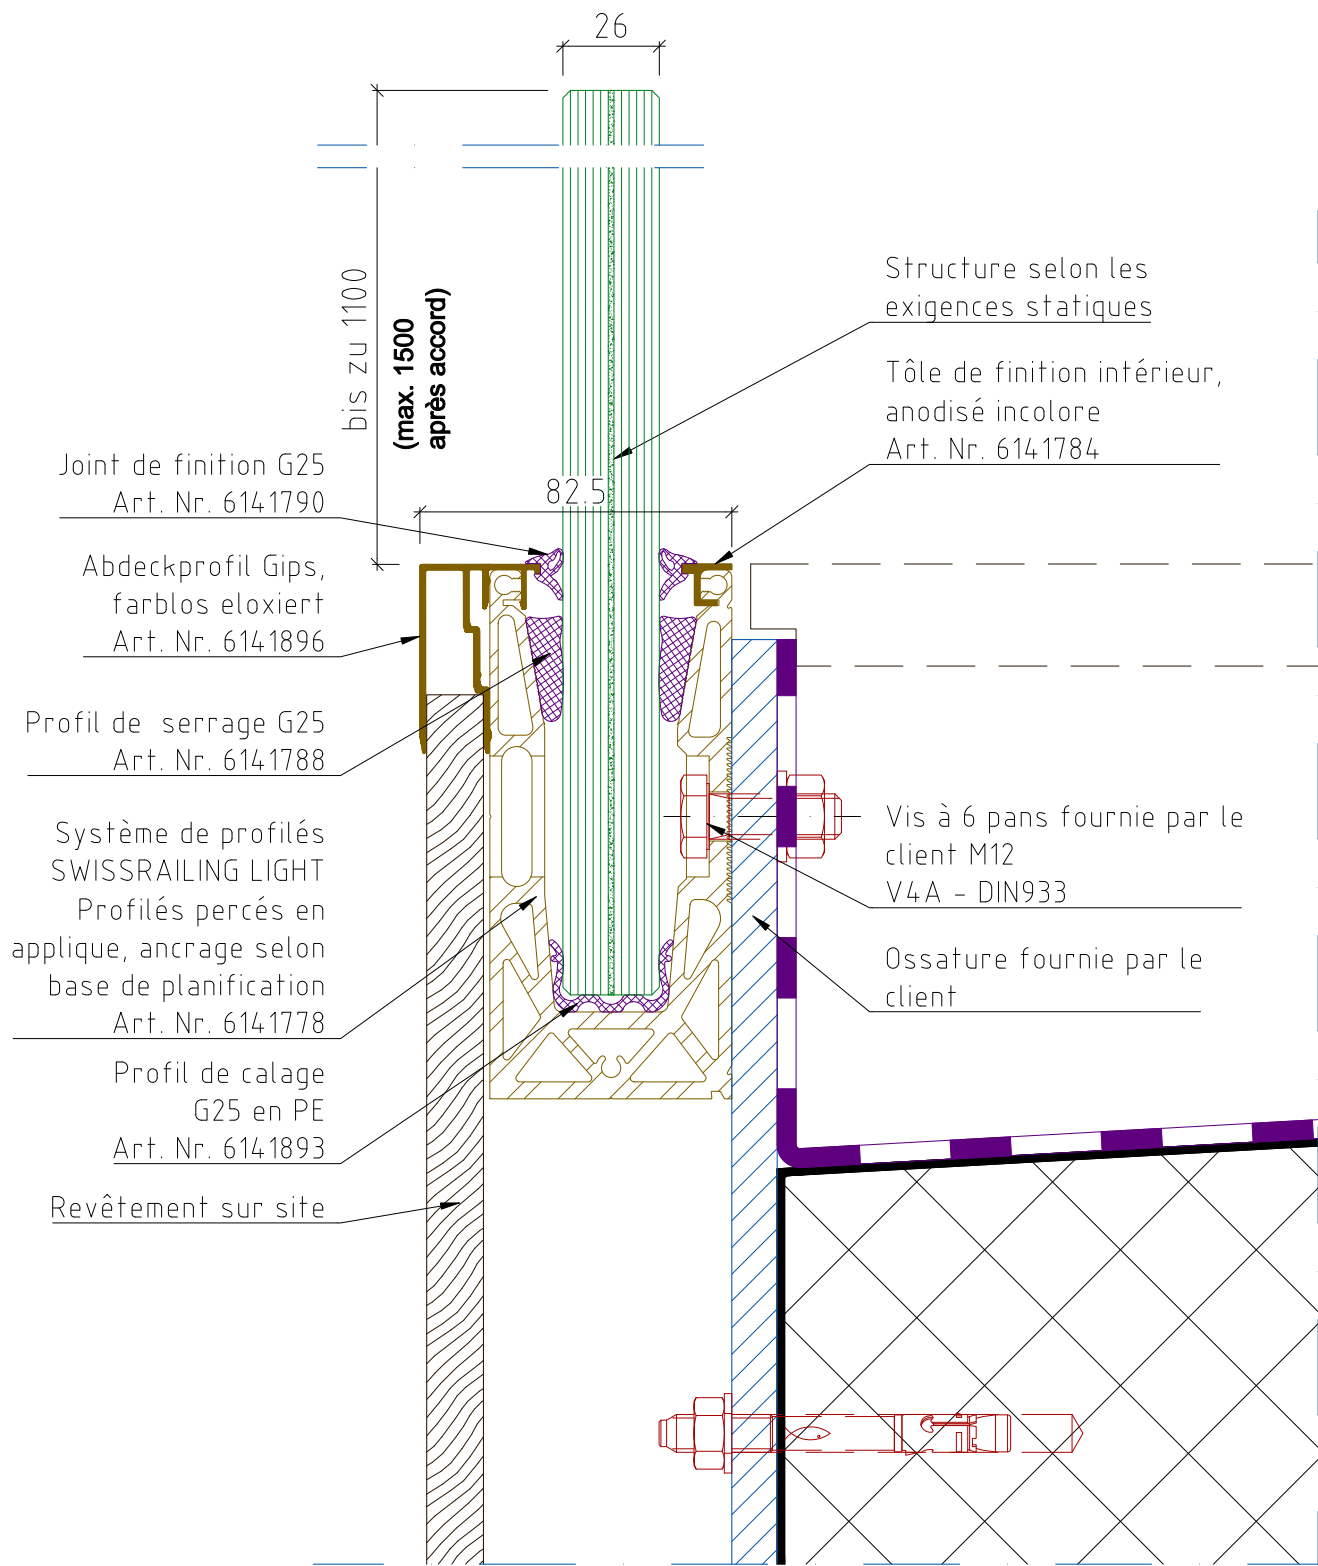 26
bis zu 1100
(max. 1500
après accord)
Structure selon les
exigences statiques
Tôle de finition intérieur,
anodisé incolore
Art. Nr. 6141784
Joint de finition G25
Art. Nr. 6141790
82.5
Abdeckprofil Gips,
farblos eloxiert
Art. Nr. 6141896
Profil de  serrage G25
Art. Nr. 6141788
Système de profilés
SWISSRAILING LIGHT
Profilés percés en
applique, ancrage selon
base de planification
Art. Nr. 6141778
Vis à 6 pans fournie par le
client M12
V4A - DIN933
Ossature fournie par le
client
Profil de calage
G25 en PE
Art. Nr. 6141893
Revêtement sur site